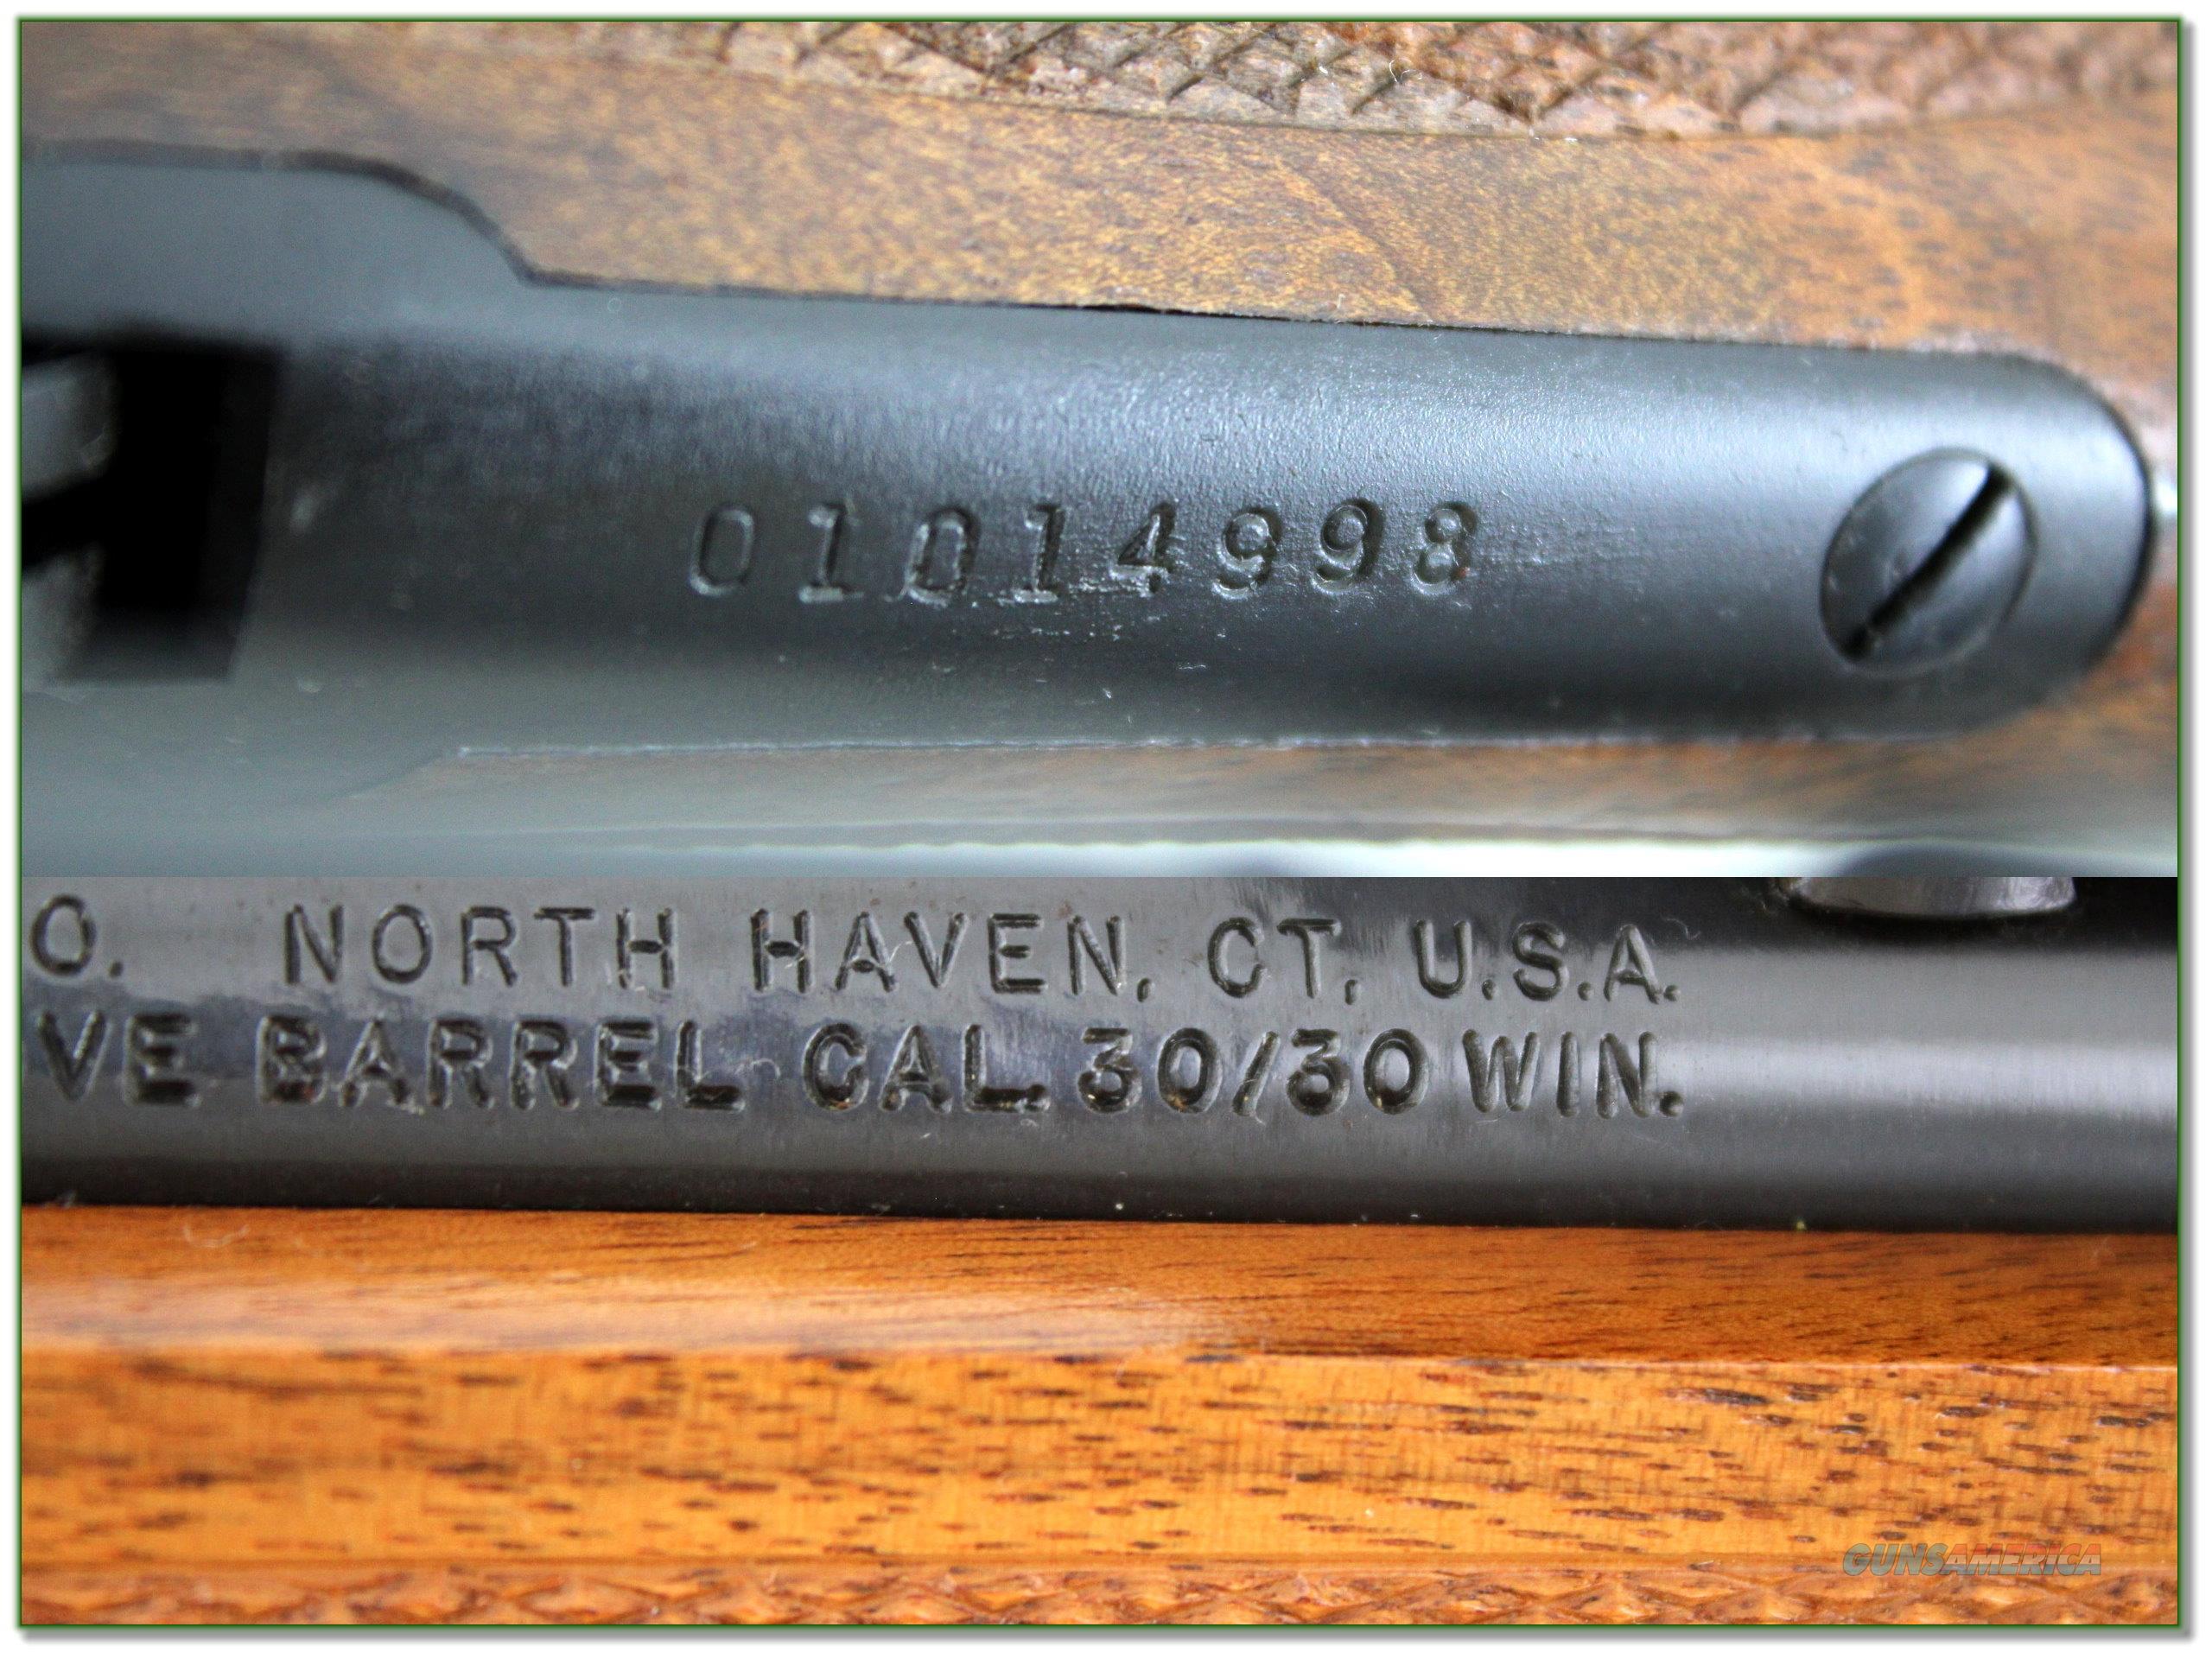 01014998
O. NORTH HAVEN, CT, U.S.A.
VE BARREL CAL. 30/30 WIN.
GUNSAMERICA